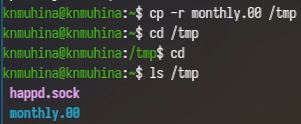 knmuhina@knmuhina:~$ cp -r monthly.00 /tmp
knmuhina@knmuhina:~$ cd /tmp
knmuhina@knmuhina:/tmp$ cd
knmuhina@knmuhina:~$ ls /tmp
happd.sock
monthly.00